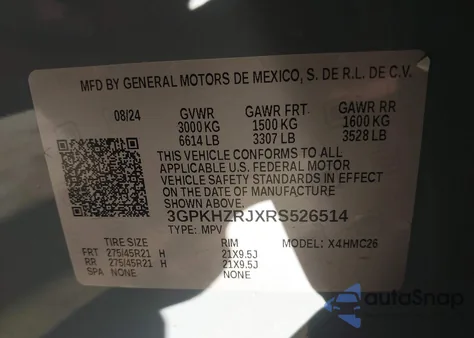 MFD BY GENERAL MOTORS DE MEXICO, S. DE R.L. DE C.V.
08/24 GVWR GAWR FRT. GAWR RR
3000 KG 1500 KG 1600 KG
6614 LB 3307 LB 3528 LB
THIS VEHICLE CONFORMS TO ALL
APPLICABLE U.S. FEDERAL MOTOR
VEHICLE SAFETY STANDARDS IN EFFECT
ON THE DATE OF MANUFACTURE
SHOWN ABOVE.
3GPKHZRJXRS526514
TYPE: MPV MODEL: X4HMC26
TIRE SIZE RIM
FRT 275/45R21 H 21X9.5J
RR 275/45R21 H 21X9.5J
SPA NONE NONE
autoSnap